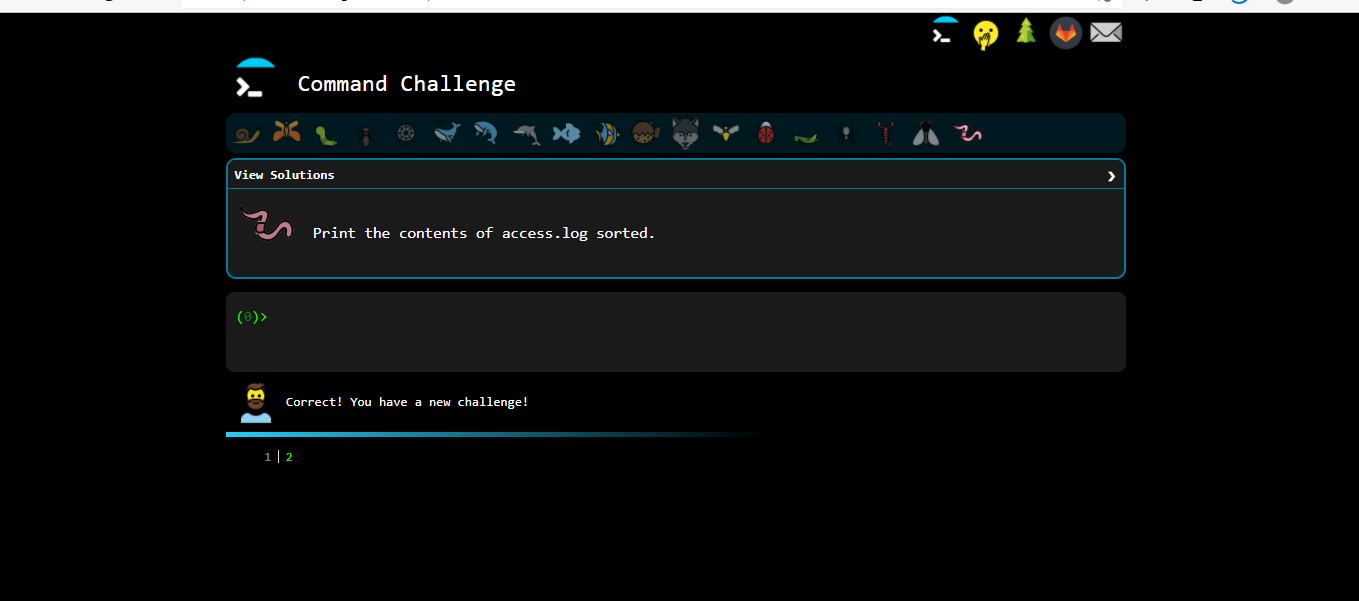 Command Challenge
View Solutions
Print the contents of access.log sorted.
(0)>
Correct! You have a new challenge!
1 | 2